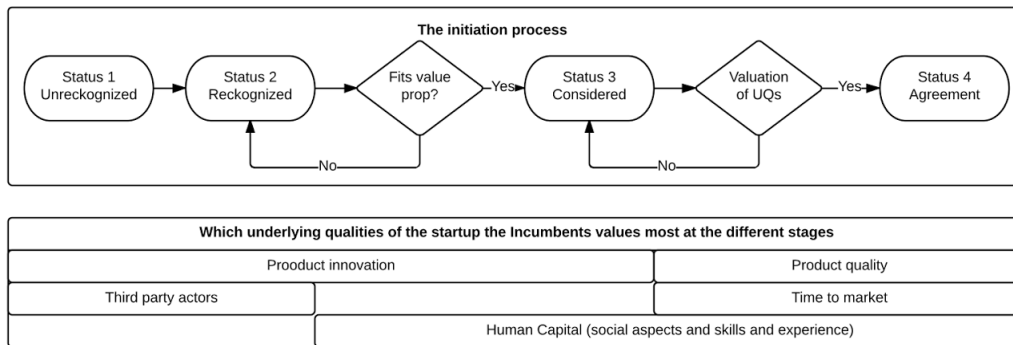 The initiation process
Status 1
Unreckognized
Status 2
Reckognized
Fits value
prop?
Yes
Status 3
Considered
Valuation
of UQs
Yes
Status 4
Agreement
No
No
Which underlying qualities of the startup the Incumbents values most at the different stages
Prooduct innovation
Product quality
Third party actors
Time to market
Human Capital (social aspects and skills and experience)